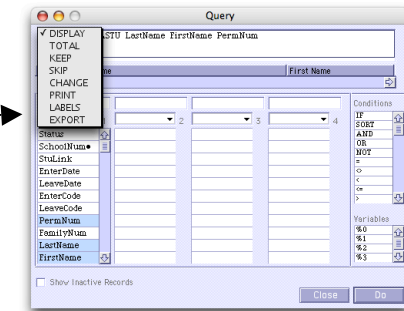 Query
✓ DISPLAY
TOTAL
KEEP
SKIP
CHANGE
PRINT
LABELS
EXPORT
STU LastName FirstName PermNum
First Name
1 2 3 4
Status
SchoolNum●
StuLink
EnterDate
LeaveDate
EnterCode
LeaveCode
PermNum
FamilyNum
LastName
FirstName
Conditions
IF
SORT
AND
OR
NOT
=
<>
<
<=
>
Variables
%0
%1
%2
%3
Show Inactive Records
Close Do